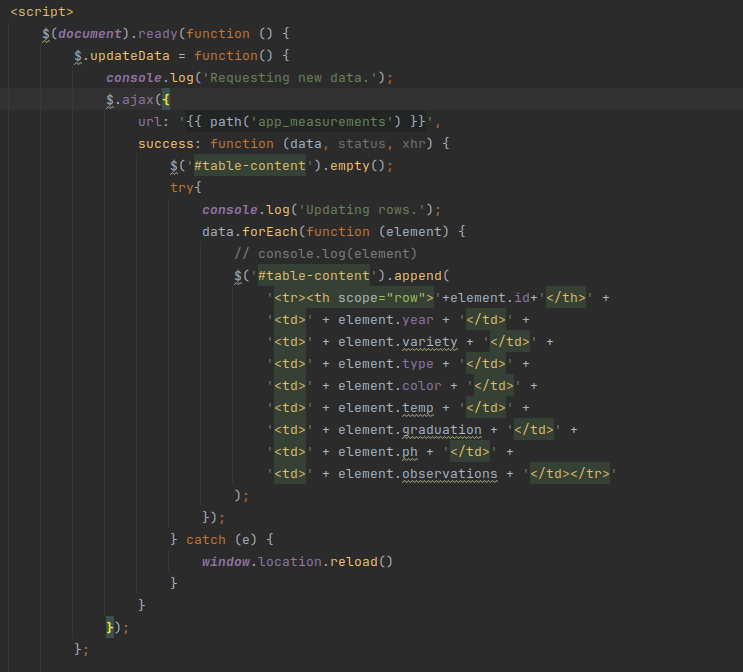 <script>
$(document).ready(function () {
$.updateData = function() {
console.log('Requesting new data.');
$.ajax({
url: '{{ path('app_measurements') }}',
success: function (data, status, xhr) {
$('#table-content').empty();
try{
console.log('Updating rows.');
data.forEach(function (element) {
// console.log(element)
$('#table-content').append(
'<tr><th scope="row">'+element.id+'</th>' +
'<td>' + element.year + '</td>' +
'<td>' + element.variety + '</td>' +
'<td>' + element.type + '</td>' +
'<td>' + element.color + '</td>' +
'<td>' + element.temp + '</td>' +
'<td>' + element.graduation + '</td>' +
'<td>' + element.ph + '</td>' +
'<td>' + element.observations + '</td></tr>'
);
});
} catch (e) {
window.location.reload()
}
}
});
};